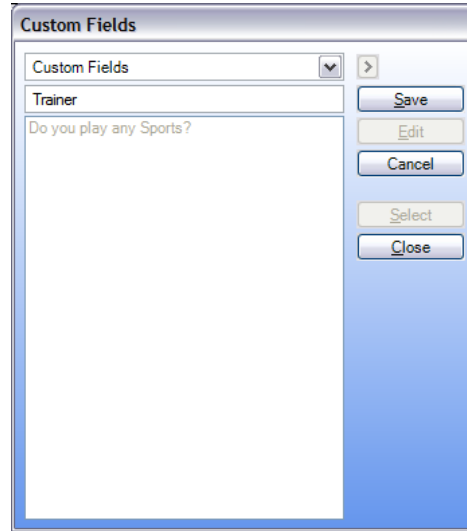 Custom Fields
Custom Fields
>
Trainer
Save
Do you play any Sports?
Edit
Cancel
Select
Close